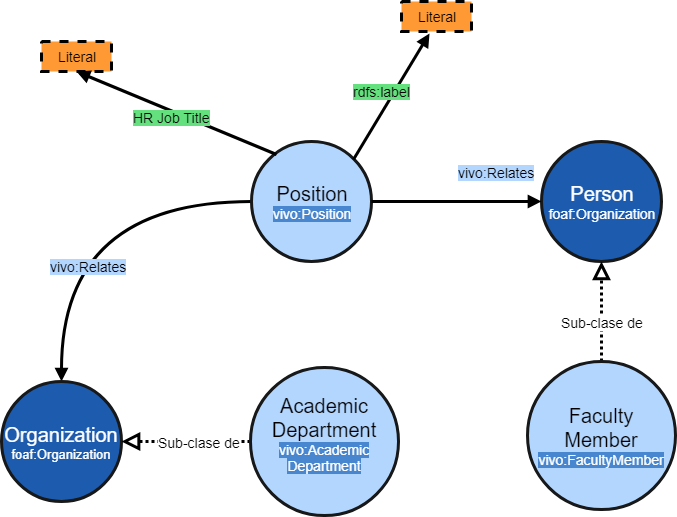 Literal
Literal
rdfs:label
HR Job Title
Position
vivo:Position
vivo:Relates
Person
foaf:Organization
vivo:Relates
Sub-clase de
Organization
foaf:Organization
Sub-clase de
Academic
Department
vivo:Academic
Department
Faculty
Member
vivo:FacultyMember